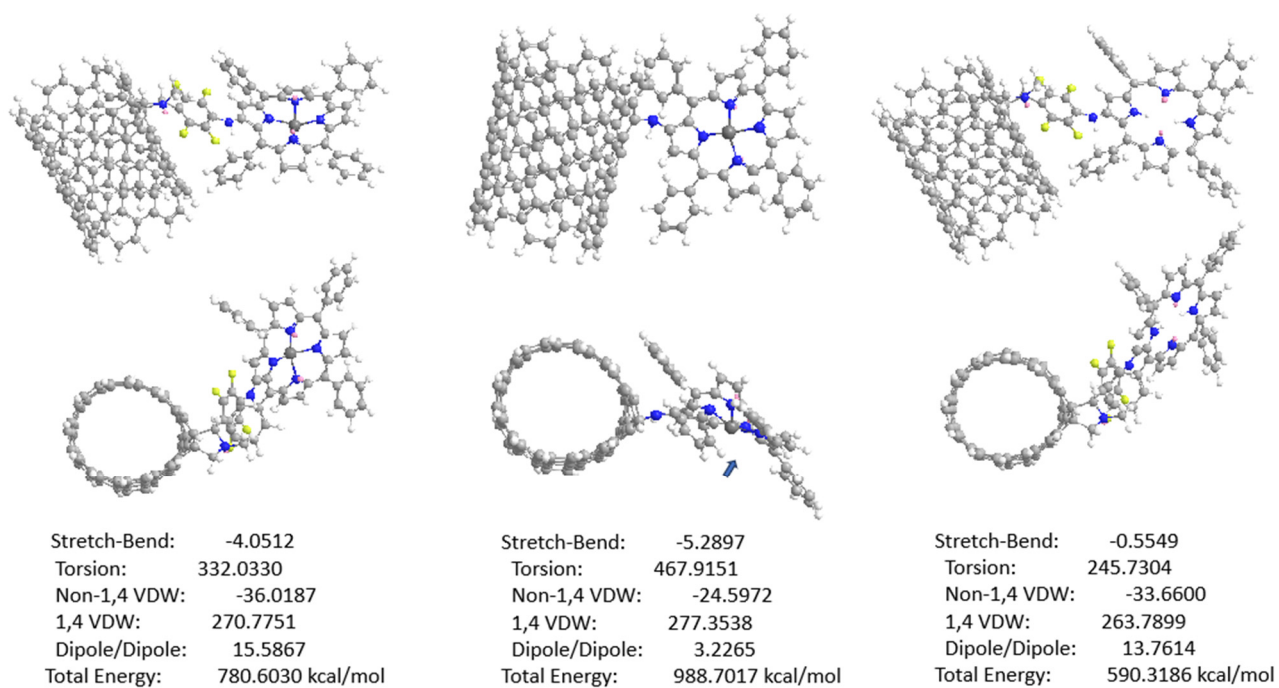 Stretch-Bend: -4.0512
Torsion: 332.0330
Non-1,4 VDW: -36.0187
1,4 VDW: 270.7751
Dipole/Dipole: 15.5867
Total Energy: 780.6030 kcal/mol
Stretch-Bend: -5.2897
Torsion: 467.9151
Non-1,4 VDW: -24.5972
1,4 VDW: 277.3538
Dipole/Dipole: 3.2265
Total Energy: 988.7017 kcal/mol
Stretch-Bend: -0.5549
Torsion: 245.7304
Non-1,4 VDW: -33.6600
1,4 VDW: 263.7899
Dipole/Dipole: 13.7614
Total Energy: 590.3186 kcal/mol